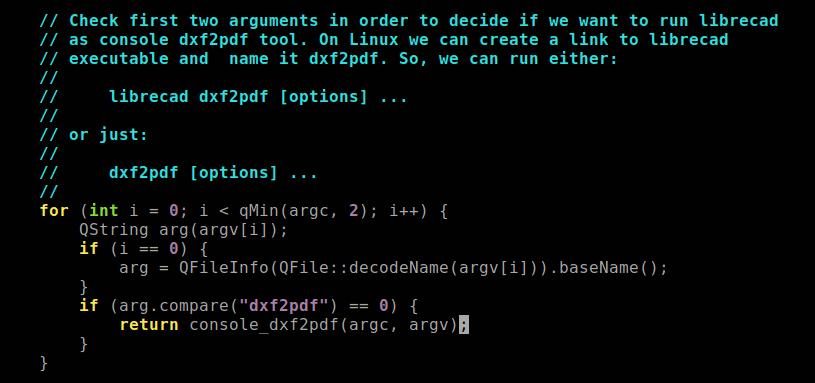 // Check first two arguments in order to decide if we want to run librecad
// as console dxf2pdf tool. On Linux we can create a link to librecad
// executable and  name it dxf2pdf. So, we can run either:
//
//     librecad dxf2pdf [options] ...
//
// or just:
//
//     dxf2pdf [options] ...
//
for (int i = 0; i < qMin(argc, 2); i++) {
    QString arg(argv[i]);
    if (i == 0) {
        arg = QFileInfo(QFile::decodeName(argv[i])).baseName();
    }
    if (arg.compare("dxf2pdf") == 0) {
        return console_dxf2pdf(argc, argv);
    }
}